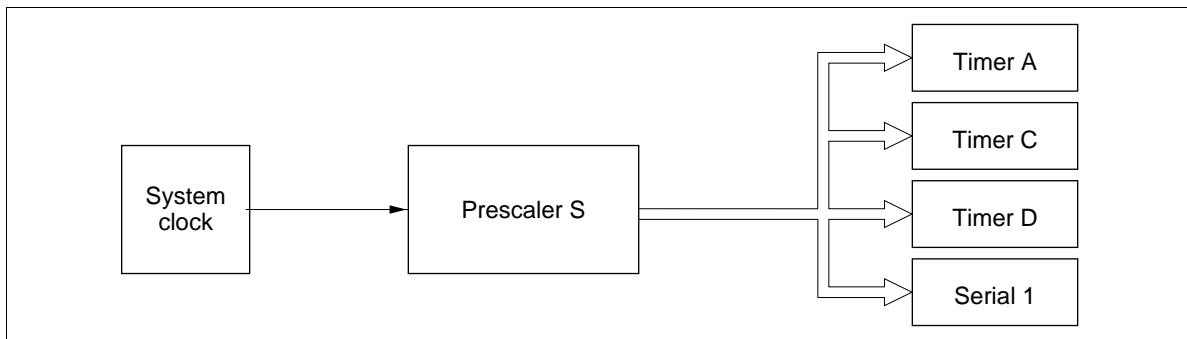 System
clock
Prescaler S
Timer A
Timer C
Timer D
Serial 1